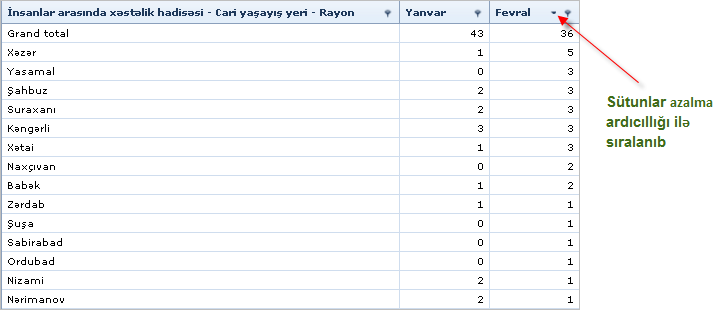 İnsanlar arasında xəstəlik hadisəsi - Cari yaşayış yeri - Rayon Yanvar Fevral
Grand total 43 36
Xəzər 1 5
Yasamal 0 3
Şahbuz 2 3
Suraxanı 2 3
Kəngərli 3 3
Xətai 1 3
Naxçıvan 0 2
Babək 1 2
Zərdab 1 1
Şuşa 0 1
Sabirabad 0 1
Ordubad 0 1
Nizami 2 1
Nərimanov 2 1
Sütunlar azalma
ardıcıllığı ilə
sıralanıb